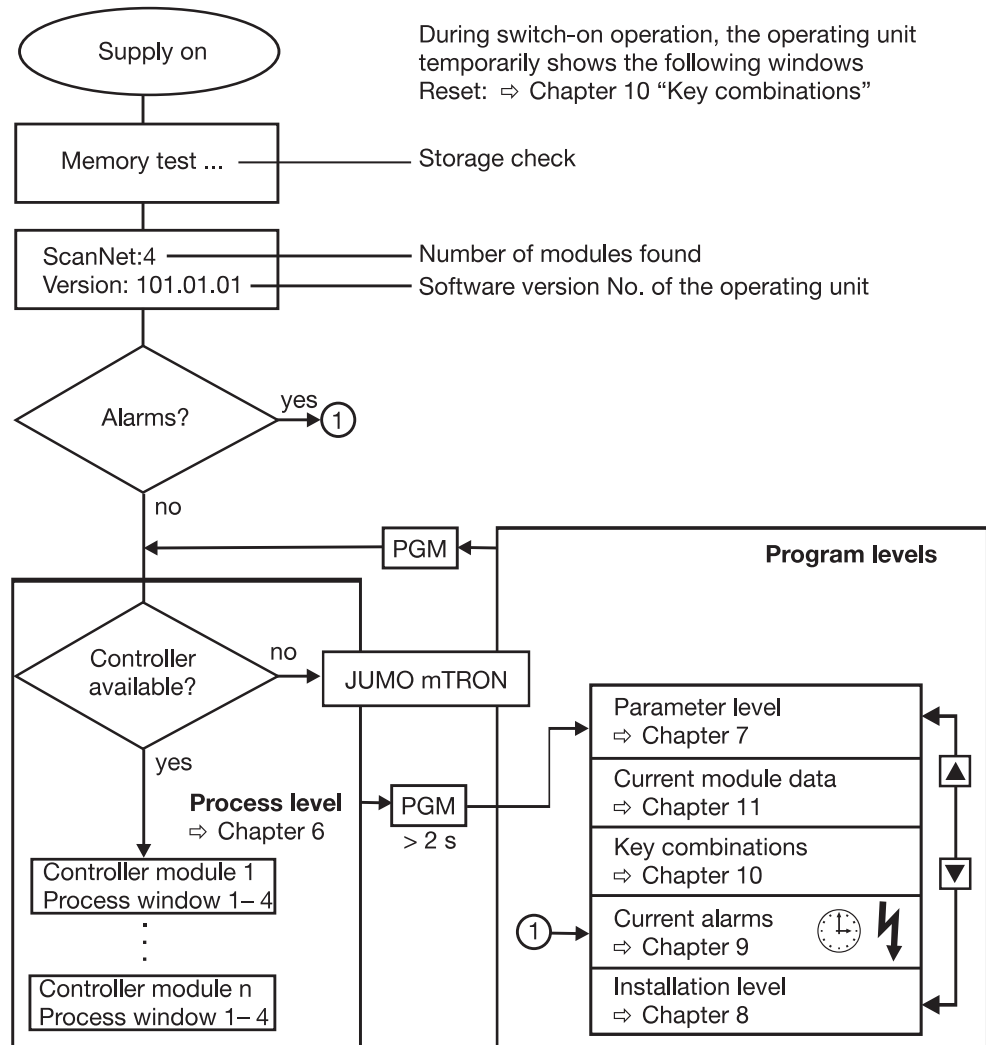 Supply on
During switch-on operation, the operating unit
temporarily shows the following windows
Reset: ⇨ Chapter 10 “Key combinations”
Memory test ...
Storage check
ScanNet:4
Number of modules found
Version: 101.01.01
Software version No. of the operating unit
Alarms?
yes
1
no
PGM
Program levels
Controller
available?
no
JUMO mTRON
yes
Process level
⇨ Chapter 6
PGM
> 2 s
Controller module 1
Process window 1– 4
.
.
.
Controller module n
Process window 1– 4
Parameter level
⇨ Chapter 7
Current module data
⇨ Chapter 11
Key combinations
⇨ Chapter 10
1
Current alarms
⇨ Chapter 9
Installation level
⇨ Chapter 8